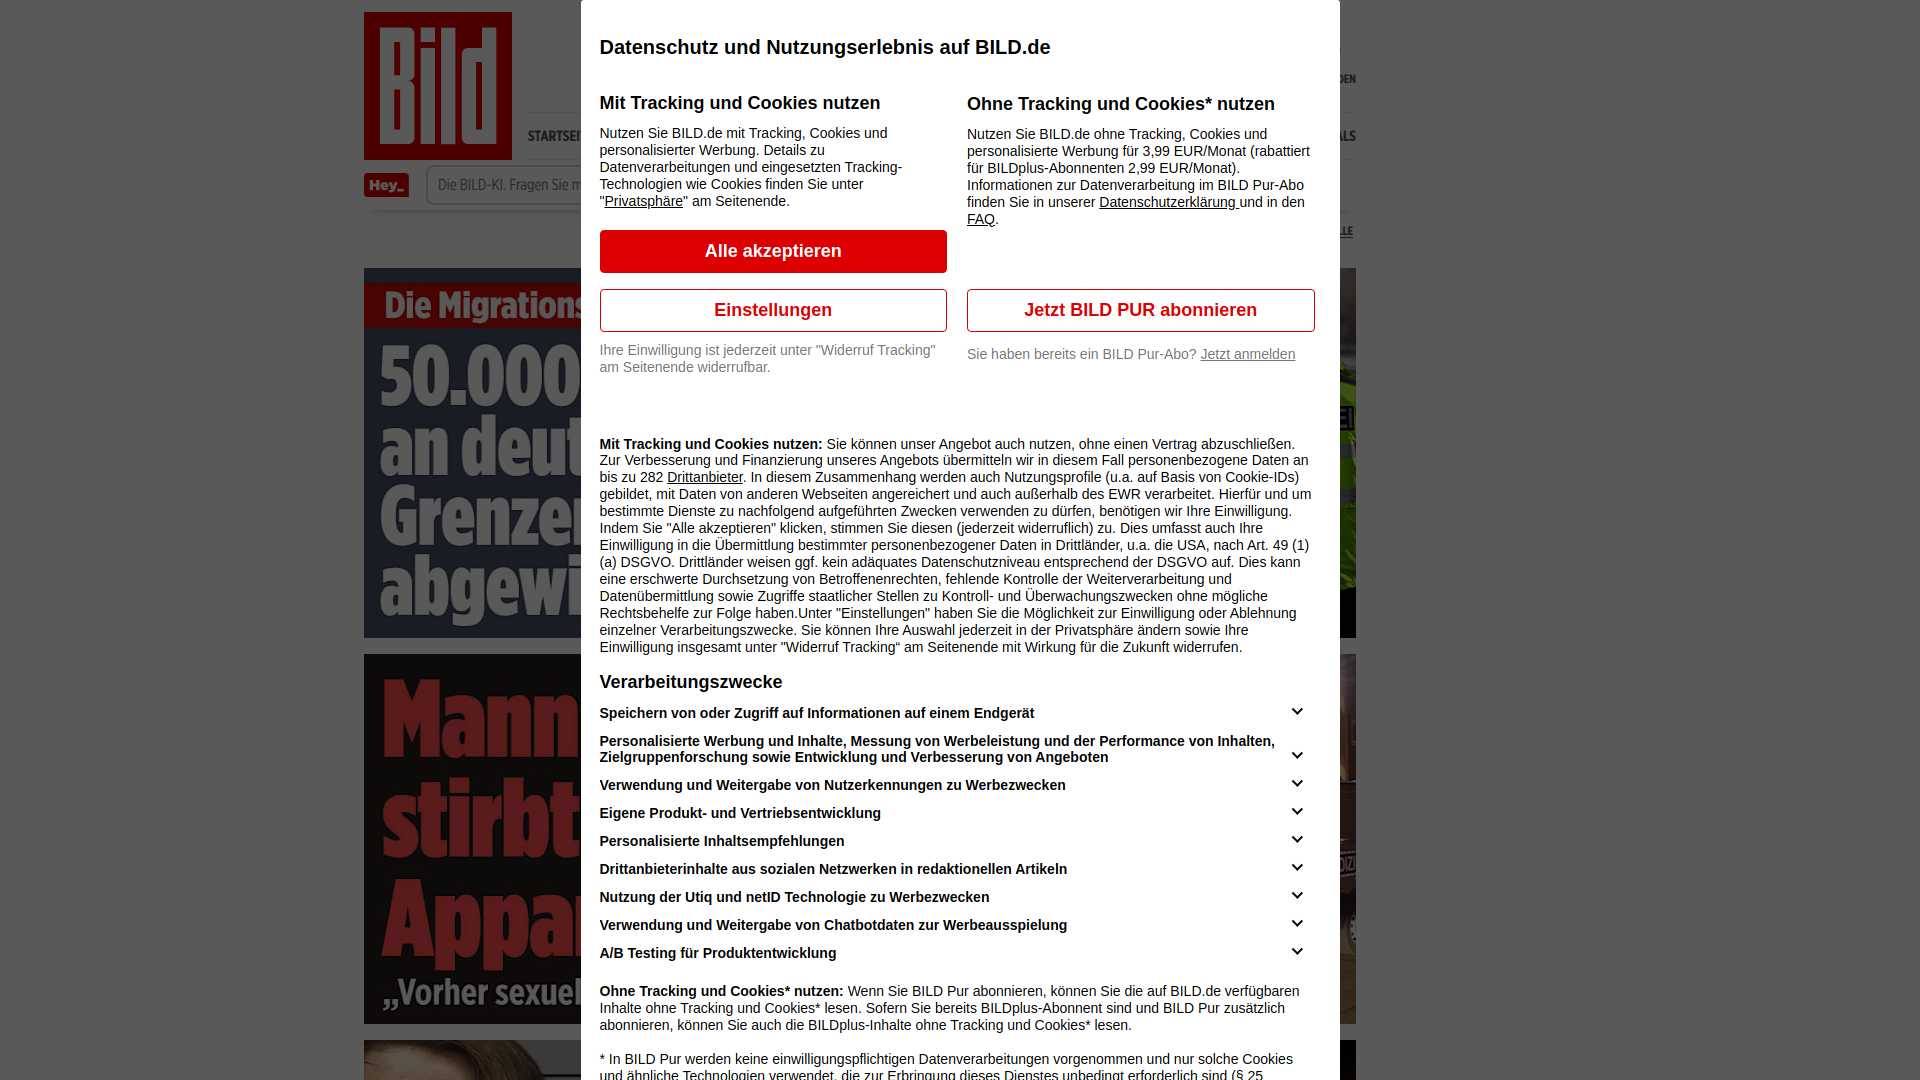 Bild
Datenschutz und Nutzungserlebnis auf BILD.de
Mit Tracking und Cookies nutzen
Nutzen Sie BILD.de mit Tracking, Cookies und
personalisierter Werbung. Details zu
Datenverarbeitungen und eingesetzten Tracking-
Technologien wie Cookies finden Sie unter
"Privatsphäre" am Seitenende.
Alle akzeptieren
Einstellungen
Ihre Einwilligung ist jederzeit unter "Widerruf Tracking"
am Seitenende widerrufbar.
Ohne Tracking und Cookies* nutzen
Nutzen Sie BILD.de ohne Tracking, Cookies und
personalisierte Werbung für 3,99 EUR/Monat (rabattiert
für BILDplus-Abonnenten 2,99 EUR/Monat).
Informationen zur Datenverarbeitung im BILD Pur-Abo
finden Sie in unserer Datenschutzerklärung und in den
FAQ.
Jetzt BILD PUR abonnieren
Sie haben bereits ein BILD Pur-Abo? Jetzt anmelden
Mit Tracking und Cookies nutzen: Sie können unser Angebot auch nutzen, ohne einen Vertrag abzuschließen.
Zur Verbesserung und Finanzierung unseres Angebots übermitteln wir in diesem Fall personenbezogene Daten an
bis zu 282 Drittanbieter. In diesem Zusammenhang werden auch Nutzungsprofile (u.a. auf Basis von Cookie-IDs)
gebildet, mit Daten von anderen Webseiten angereichert und auch außerhalb des EWR verarbeitet. Hierfür und um
bestimmte Dienste zu nachfolgend aufgeführten Zwecken verwenden zu dürfen, benötigen wir Ihre Einwilligung.
Indem Sie "Alle akzeptieren" klicken, stimmen Sie diesen (jederzeit widerruflich) zu. Dies umfasst auch Ihre
Einwilligung in die Übermittlung bestimmter personenbezogener Daten in Drittländer, u.a. die USA, nach Art. 49 (1)
(a) DSGVO. Drittländer weisen ggf. kein adäquates Datenschutzniveau entsprechend der DSGVO auf. Dies kann
eine erschwerte Durchsetzung von Betroffenenrechten, fehlende Kontrolle der Weiterverarbeitung und
Datenübermittlung sowie Zugriffe staatlicher Stellen zu Kontroll- und Überwachungszwecken ohne mögliche
Rechtsbehelfe zur Folge haben.Unter "Einstellungen" haben Sie die Möglichkeit zur Einwilligung oder Ablehnung
einzelner Verarbeitungszwecke. Sie können Ihre Auswahl jederzeit in der Privatsphäre ändern sowie Ihre
Einwilligung insgesamt unter "Widerruf Tracking“ am Seitenende mit Wirkung für die Zukunft widerrufen.
Verarbeitungszwecke
Speichern von oder Zugriff auf Informationen auf einem Endgerät
Personalisierte Werbung und Inhalte, Messung von Werbeleistung und der Performance von Inhalten,
Zielgruppenforschung sowie Entwicklung und Verbesserung von Angeboten
Verwendung und Weitergabe von Nutzerkennungen zu Werbezwecken
Eigene Produkt- und Vertriebsentwicklung
Personalisierte Inhaltsempfehlungen
Drittanbieterinhalte aus sozialen Netzwerken in redaktionellen Artikeln
Nutzung der Utiq und netID Technologie zu Werbezwecken
Verwendung und Weitergabe von Chatbotdaten zur Werbeausspielung
A/B Testing für Produktentwicklung
Ohne Tracking und Cookies* nutzen: Wenn Sie BILD Pur abonnieren, können Sie die auf BILD.de verfügbaren
Inhalte ohne Tracking und Cookies* lesen. Sofern Sie bereits BILDplus-Abonnent sind und BILD Pur zusätzlich
abonnieren, können Sie auch die BILDplus-Inhalte ohne Tracking und Cookies* lesen.
* In BILD Pur werden keine einwilligungspflichtigen Datenverarbeitungen vorgenommen und nur solche Cookies
und ähnliche Technologien verwendet, die zur Erbringung dieses Dienstes unbedingt erforderlich sind (§ 25
STARTSEI
Hey_
Die BILD-KI. Fragen Sie m
Die Migrations
50.000
an deut
Grenzen
abgewi
Mann
stirbt
Appar
„Vorher sexuel
DEN
ALS
LLE